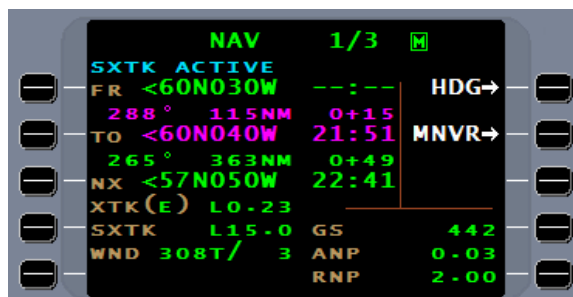 NAV 1/3 M
SXTK ACTIVE
FR <60N030W --:-- HDG→
288° 115NM 0+15
TO <60N040W 21:51 MNVR→
265° 363NM 0+49
NX <57N050W 22:41
XTK(E) L0.23
SXTK L15.0 GS 442
WND 308T/ 3 ANP 0.03
RNP 2.00